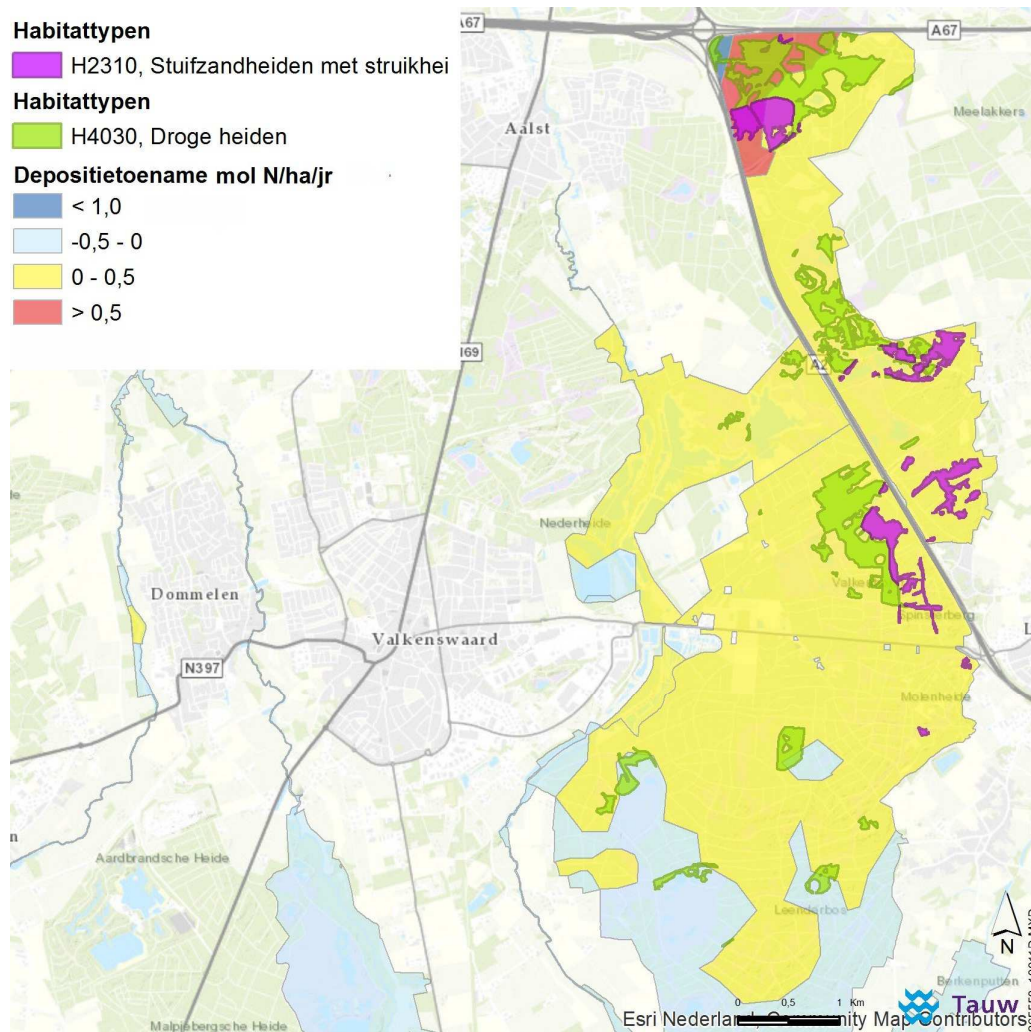 Habitattypen
H2310, Stuifzandheiden met struikhei
Habitattypen
H4030, Droge heiden
Depositietoename mol N/ha/jr
< 1,0
-0,5 - 0
0 - 0,5
> 0,5
A67
A67
Meelakkers
Aalst
N69
A2
Nederheide
Dommelen
Valkenswaard
N397
Molenheide
Aardbrandsche Heide
Leenderbos
N
Berkenputten
0 0,5 1 Km
Tauw
Malpjebergsche Heide
Esri Nederland, Community Map Contributors